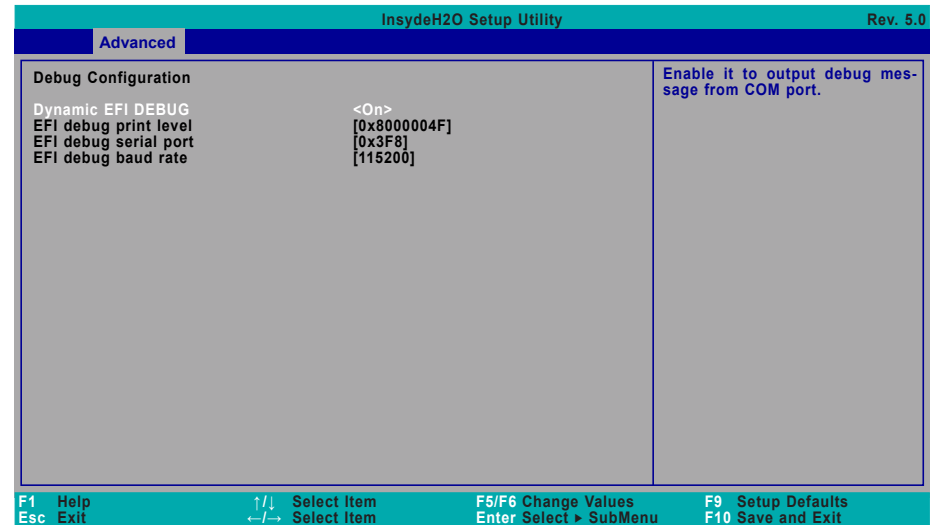 InsydeH2O Setup Utility Rev. 5.0
Advanced
Debug Configuration
Dynamic EFI DEBUG <On>
EFI debug print level [0x8000004F]
EFI debug serial port [0x3F8]
EFI debug baud rate [115200]
Enable it to output debug mes-
sage from COM port.
F1 Help ↑/↓ Select Item F5/F6 Change Values F9 Setup Defaults
Esc Exit ←/→ Select Item Enter Select ▸ SubMenu F10 Save and Exit